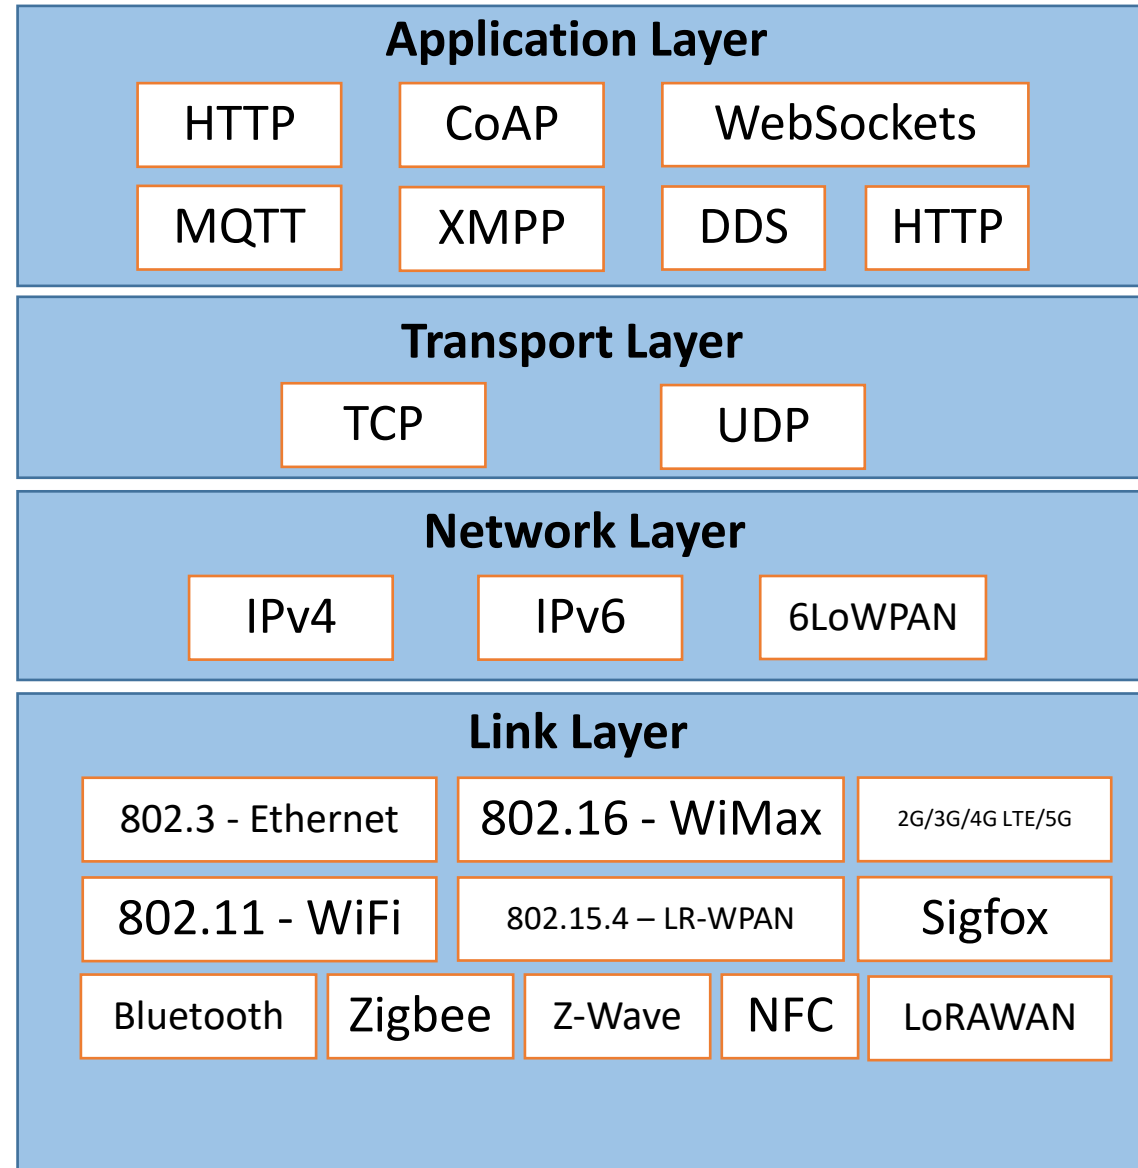 Application Layer
HTTP
CoAP
WebSockets
MQTT
XMPP
DDS
HTTP
Transport Layer
TCP
UDP
Network Layer
IPv4
IPv6
6LoWPAN
Link Layer
802.3 - Ethernet
802.16 - WiMax
2G/3G/4G LTE/5G
802.11 - WiFi
802.15.4 – LR-WPAN
Sigfox
Bluetooth
Zigbee
Z-Wave
NFC
LoRAWAN